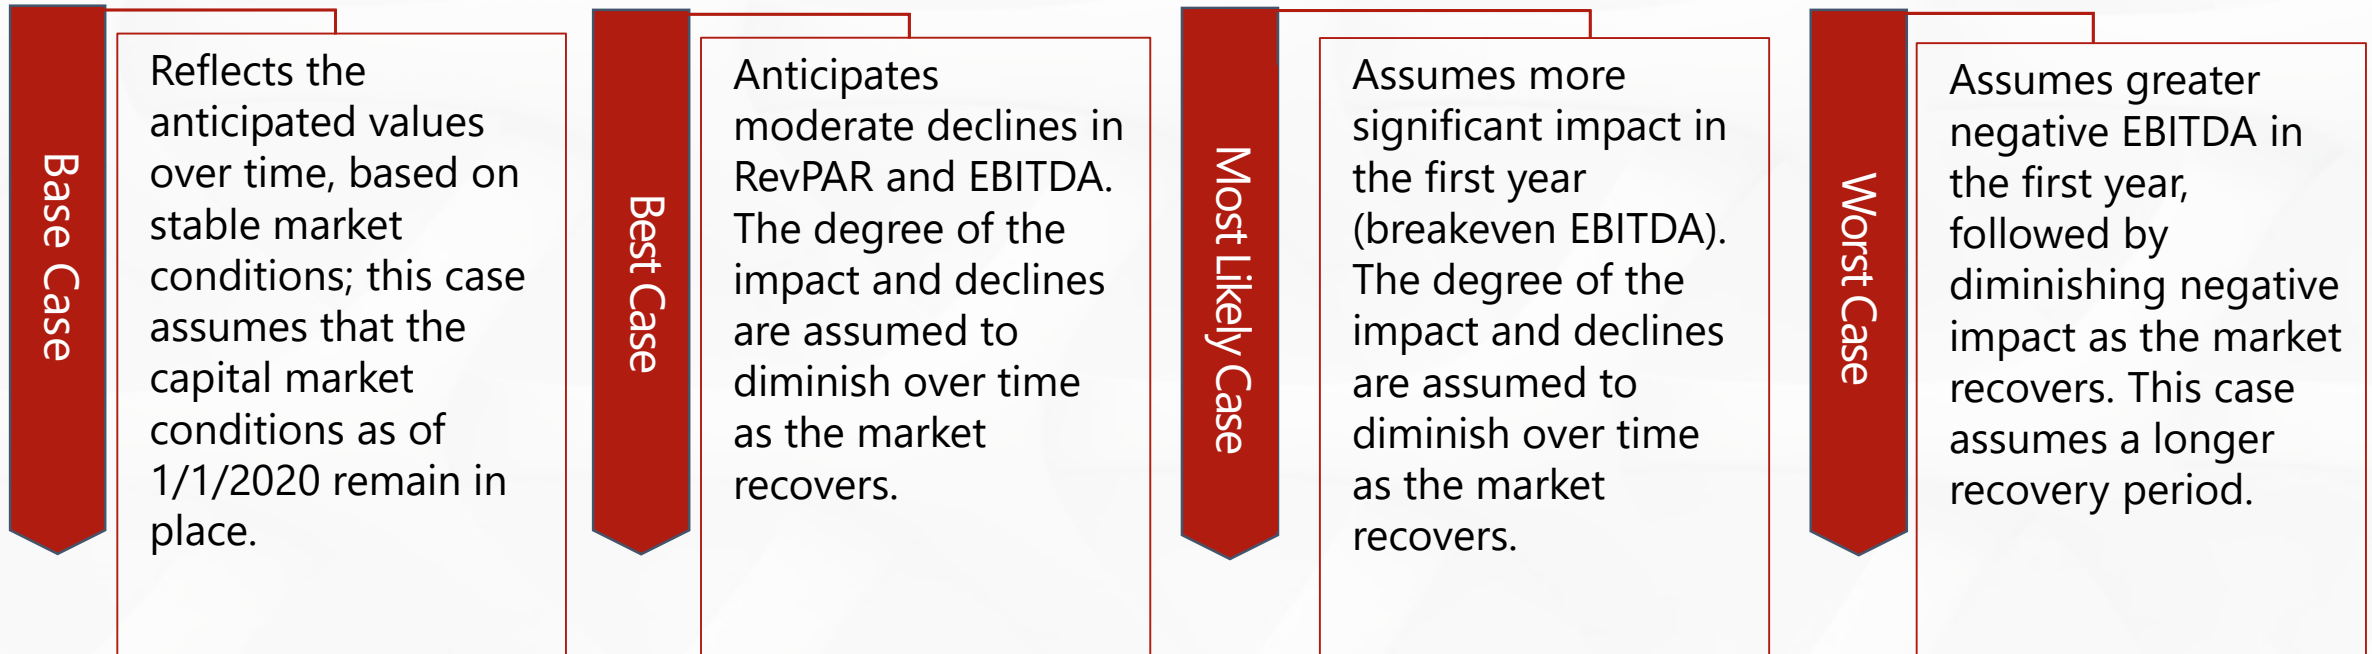 Base Case
Reflects the
anticipated values
over time, based on
stable market
conditions; this case
assumes that the
capital market
conditions as of
1/1/2020 remain in
place.
Best Case
Anticipates
moderate declines in
RevPAR and EBITDA.
The degree of the
impact and declines
are assumed to
diminish over time
as the market
recovers.
Most Likely Case
Assumes more
significant impact in
the first year
(breakeven EBITDA).
The degree of the
impact and declines
are assumed to
diminish over time
as the market
recovers.
Worst Case
Assumes greater
negative EBITDA in
the first year,
followed by
diminishing negative
impact as the market
recovers. This case
assumes a longer
recovery period.